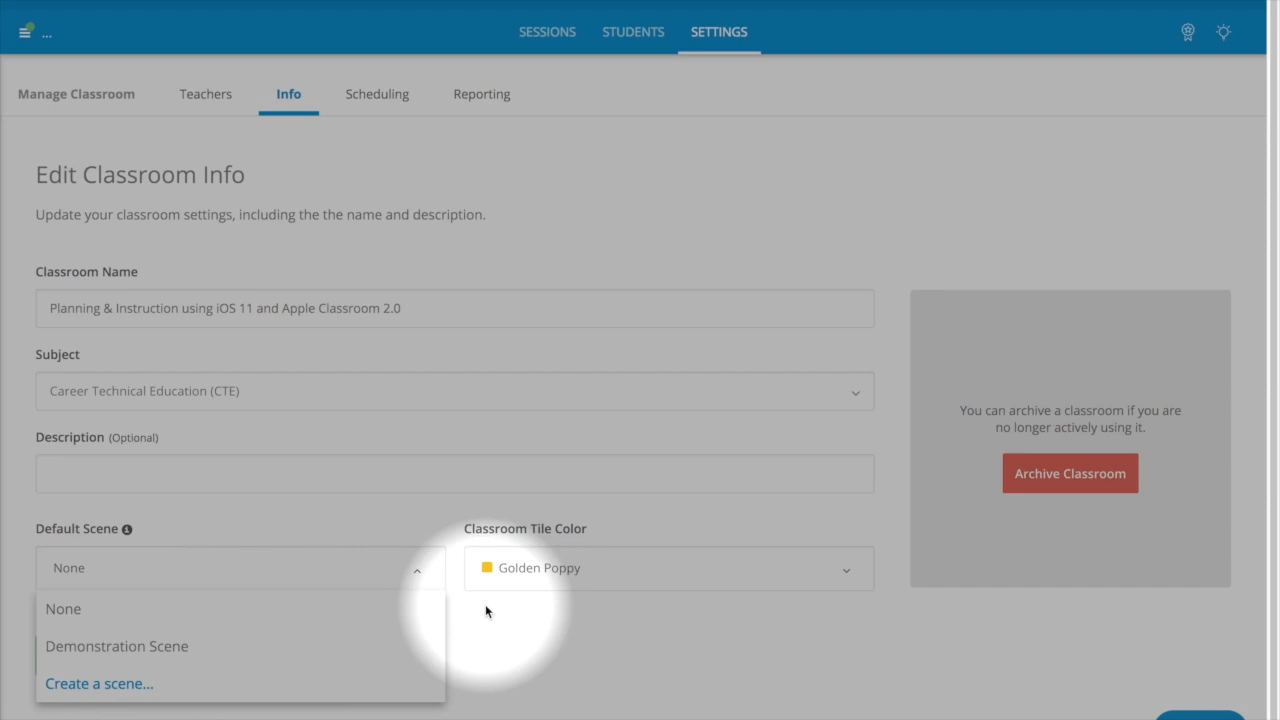 ...
SESSIONS
STUDENTS
SETTINGS
Manage Classroom
Teachers
Info
Scheduling
Reporting
Edit Classroom Info
Update your classroom settings, including the the name and description.
Classroom Name
Planning & Instruction using iOS 11 and Apple Classroom 2.0
Subject
Career Technical Education (CTE)
Description (Optional)
Default Scene
None
None
Demonstration Scene
Create a scene...
Classroom Tile Color
Golden Poppy
You can archive a classroom if you are
no longer actively using it.
Archive Classroom